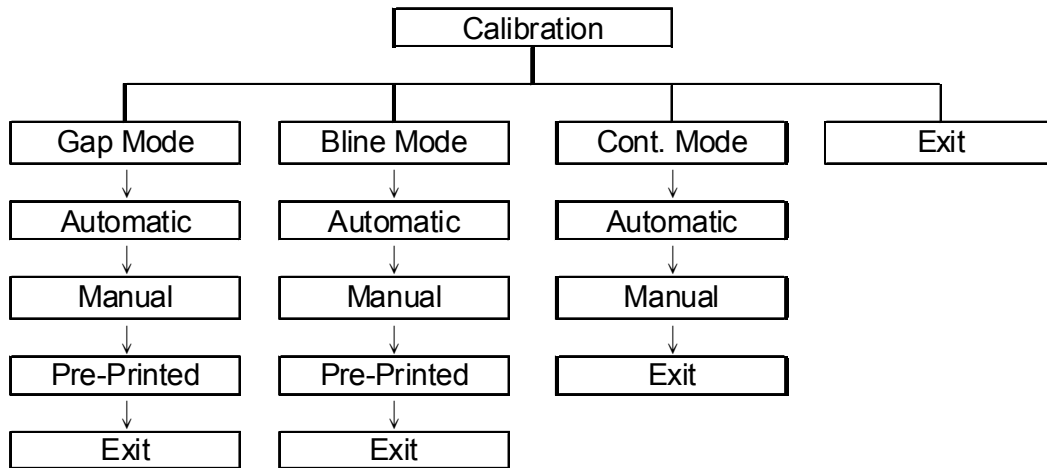 Calibration
Gap Mode
Bline Mode
Cont. Mode
Exit
Automatic
Automatic
Automatic
Manual
Manual
Manual
Pre-Printed
Pre-Printed
Exit
Exit
Exit